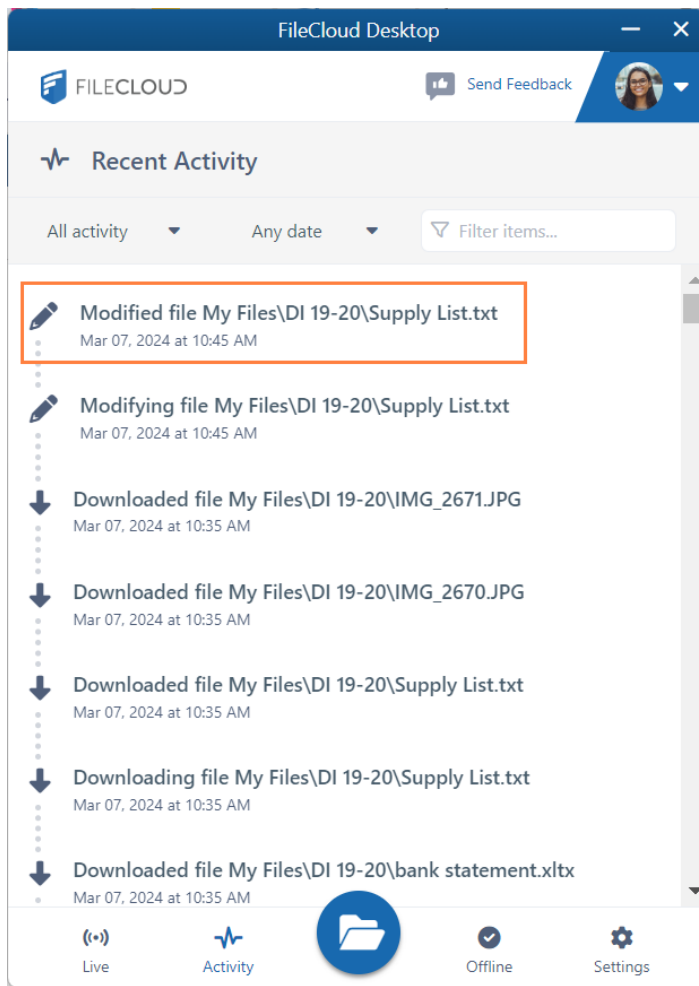 FileCloud Desktop
FILECLOUD
Send Feedback
Recent Activity
All activity
Any date
Filter items...
Modified file My Files\DI 19-20\Supply List.txt
Mar 07, 2024 at 10:45 AM
Modifying file My Files\DI 19-20\Supply List.txt
Mar 07, 2024 at 10:45 AM
Downloaded file My Files\DI 19-20\IMG_2671.JPG
Mar 07, 2024 at 10:35 AM
Downloaded file My Files\DI 19-20\IMG_2670.JPG
Mar 07, 2024 at 10:35 AM
Downloaded file My Files\DI 19-20\Supply List.txt
Mar 07, 2024 at 10:35 AM
Downloading file My Files\DI 19-20\Supply List.txt
Mar 07, 2024 at 10:35 AM
Downloaded file My Files\DI 19-20\bank statement.xltx
Mar 07, 2024 at 10:35 AM
Live
Activity
Offline
Settings